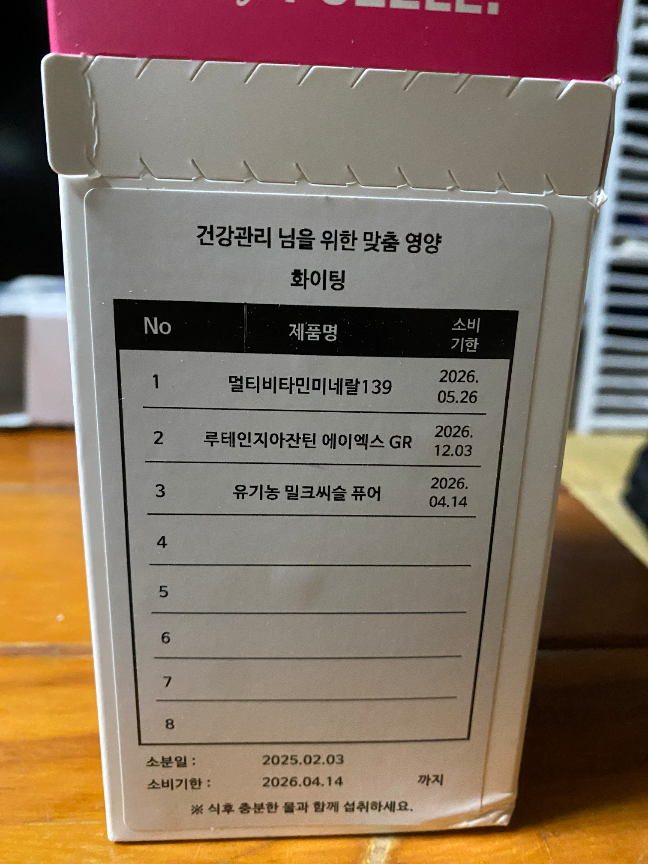 건강관리 님을 위한 맞춤 영양
화이팅
No 제품명 소비
기한
1 멀티비타민미네랄139 2026.
05.26
2 루테인지아잔틴 에이엑스 GR 2026.
12.03
3 유기농 밀크씨슬 퓨어 2026.
04.14
4
5
6
7
8
소분일 : 2025.02.03
소비기한 : 2026.04.14 까지
※ 식후 충분한 물과 함께 섭취하세요.